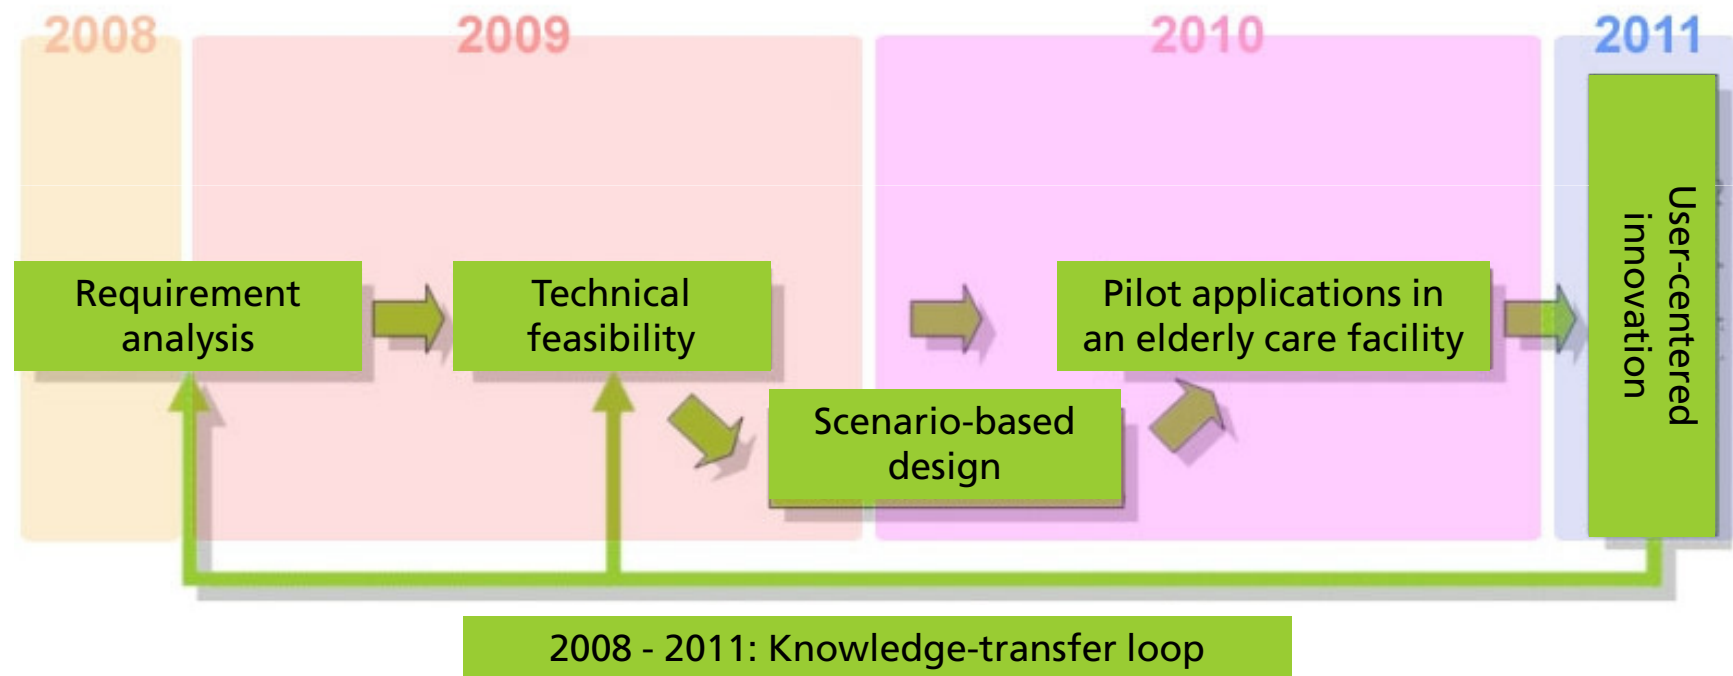 2008
2009
2010
2011
Requirement
analysis
Technical
feasibility
Scenario-based
design
Pilot applications in
an elderly care facility
User-centered
innovation
2008 - 2011: Knowledge-transfer loop